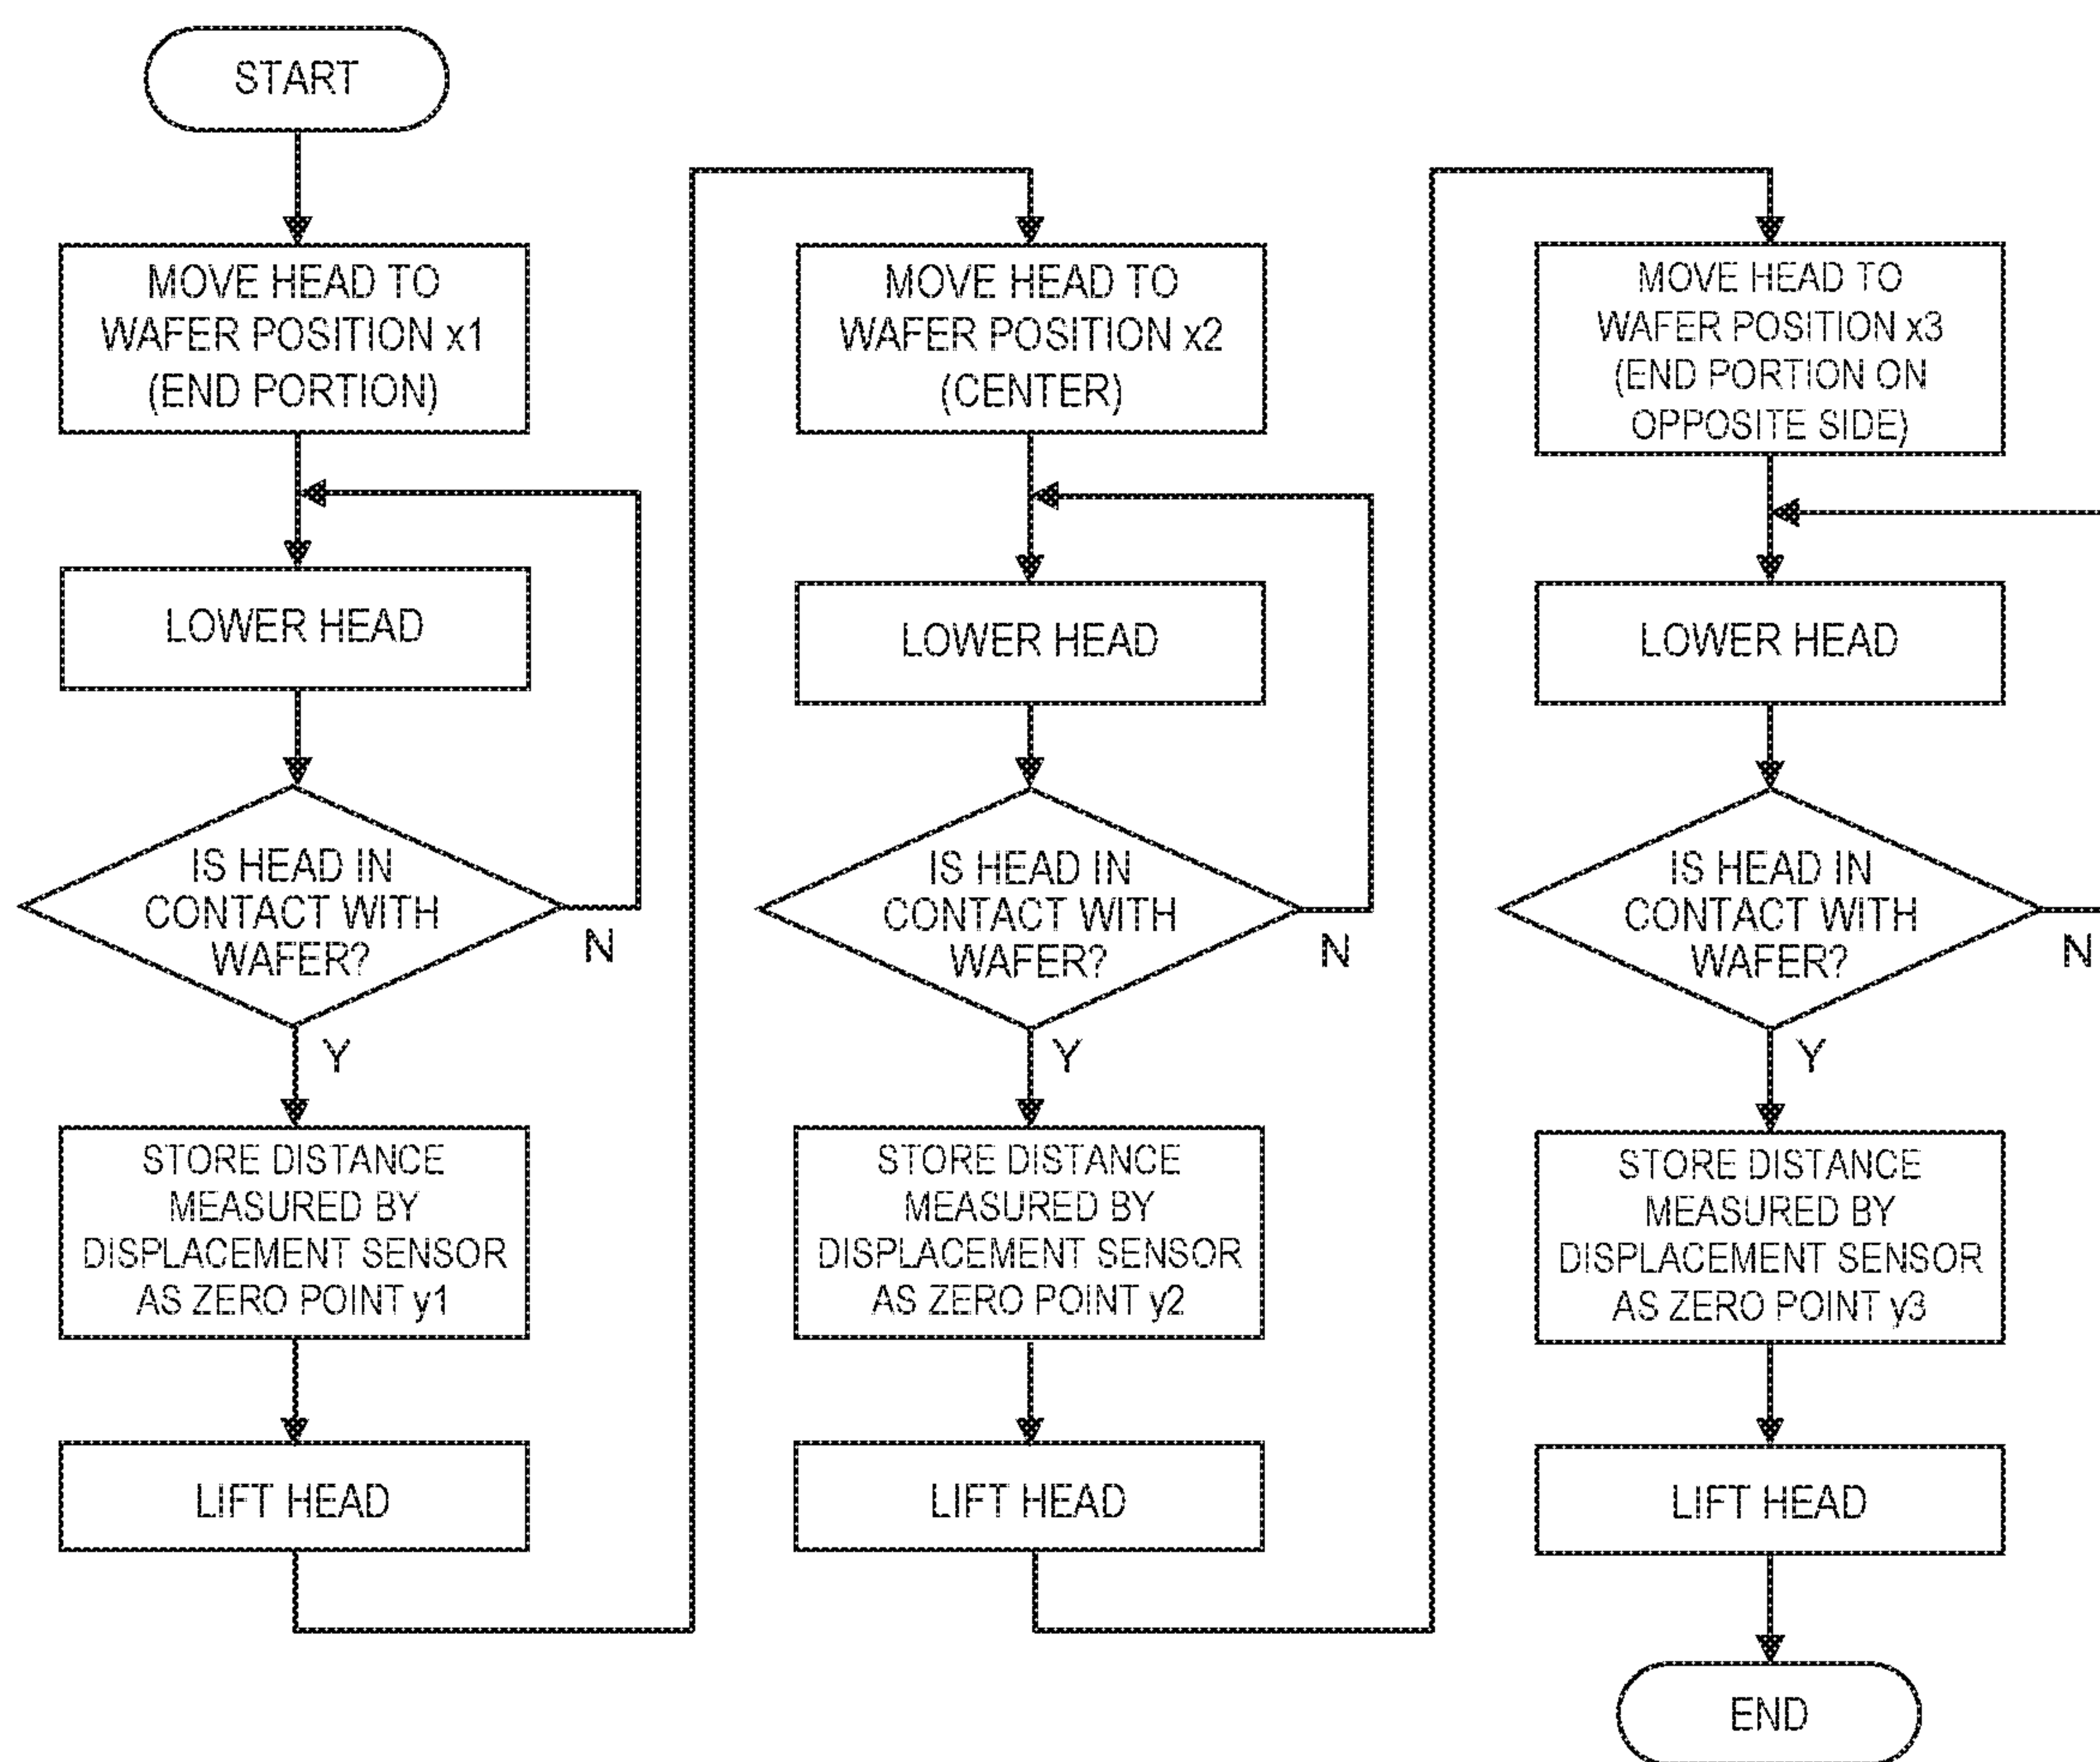 START
MOVE HEAD TO
WAFER POSITION x1
(END PORTION)
LOWER HEAD
IS HEAD IN
CONTACT WITH
WAFER?
N
Y
STORE DISTANCE
MEASURED BY
DISPLACEMENT SENSOR
AS ZERO POINT y1
LIFT HEAD
MOVE HEAD TO
WAFER POSITION x2
(CENTER)
LOWER HEAD
IS HEAD IN
CONTACT WITH
WAFER?
N
Y
STORE DISTANCE
MEASURED BY
DISPLACEMENT SENSOR
AS ZERO POINT y2
LIFT HEAD
MOVE HEAD TO
WAFER POSITION x3
(END PORTION ON
OPPOSITE SIDE)
LOWER HEAD
IS HEAD IN
CONTACT WITH
WAFER?
N
Y
STORE DISTANCE
MEASURED BY
DISPLACEMENT SENSOR
AS ZERO POINT y3
LIFT HEAD
END